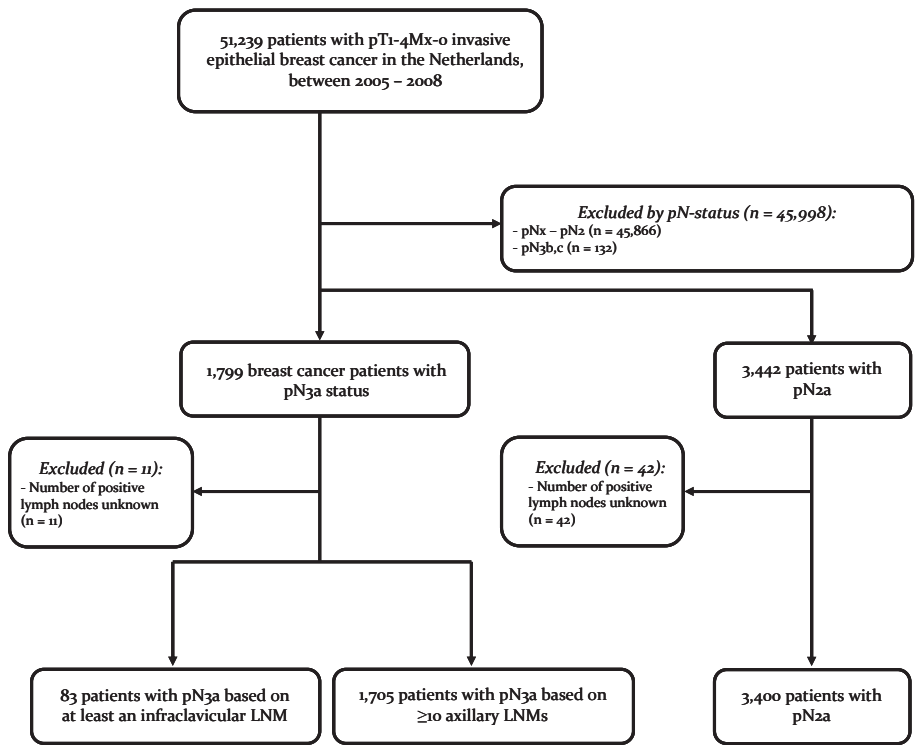 51,239 patients with pT1-4Mx-0 invasive
epithelial breast cancer in the Netherlands,
between 2005 – 2008
Excluded by pN-status (n = 45,998):
- pNx – pN2 (n = 45,866)
- pN3b,c (n = 132)
1,799 breast cancer patients with
pN3a status
3,442 patients with
pN2a
Excluded (n = 11):
- Number of positive
lymph nodes unknown
(n = 11)
Excluded (n = 42):
- Number of positive
lymph nodes unknown
(n = 42)
83 patients with pN3a based on
at least an infraclavicular LNM
1,705 patients with pN3a based on
≥10 axillary LNMs
3,400 patients with
pN2a